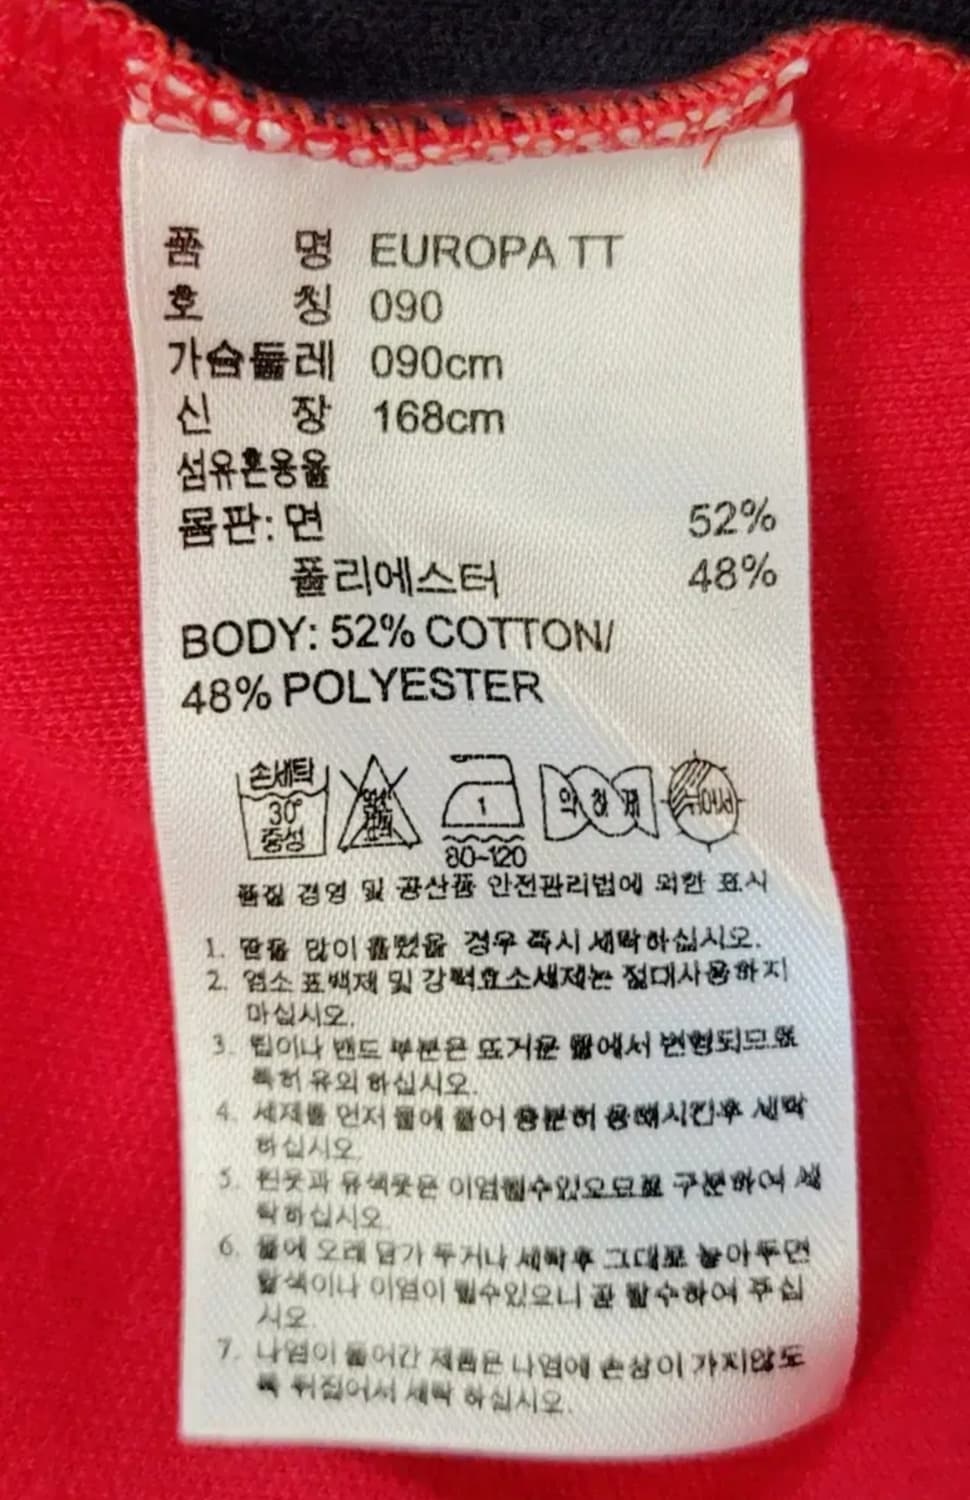 품 명 EUROPA TT
호 칭 090
가슴둘레 090cm
신 장 168cm
섬유혼용율
몸판: 면 52%
폴리에스터 48%
BODY: 52% COTTON/
48% POLYESTER
손세탁
30°
중성
1
80~120
약하게
품질 경영 및 공산품 안전관리법에 의한 표시
1. 땀을 많이 흘렸을 경우 즉시 세탁하십시오.
2. 염소 표백제 및 강력효소세제는 절대사용하지
마십시오.
3. 립이나 밴드 부분은 뜨거운 물에서 변형되므로
특히 유의 하십시오.
4. 세제를 먼저 물에 풀어 충분히 용해시킨후 세탁
하십시오.
5. 흰옷과 유색옷은 이염될수있으므로 구분하여 세
탁하십시오.
6. 물에 오래 담가 두거나 세탁후 그대로 놓아두면
탈색이나 이염이 될수있으니 꼭 탈수하여 주십
시오.
7. 나염이 들어간 제품은 나염에 손상이 가지않도
록 뒤집어서 세탁 하십시오.